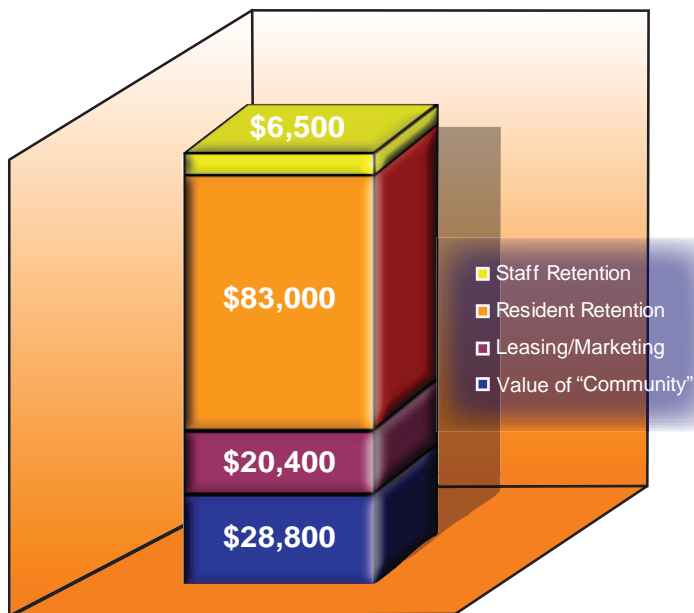 $6,500
$83,000
$20,400
$28,800
Staff Retention
Resident Retention
Leasing/Marketing
Value of “Community”